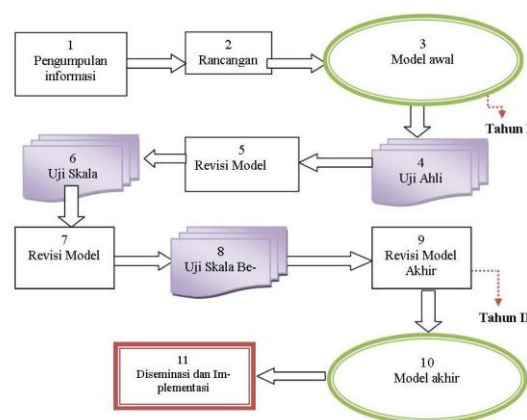 1
Pengumpulan
informasi
2
Rancangan
3
Model awal
Tahun I
4
Uji Ahli
5
Revisi Model
6
Uji Skala
7
Revisi Model
8
Uji Skala Be-
9
Revisi Model
Akhir
Tahun II
10
Model akhir
11
Diseminasi dan Im-
plementasi